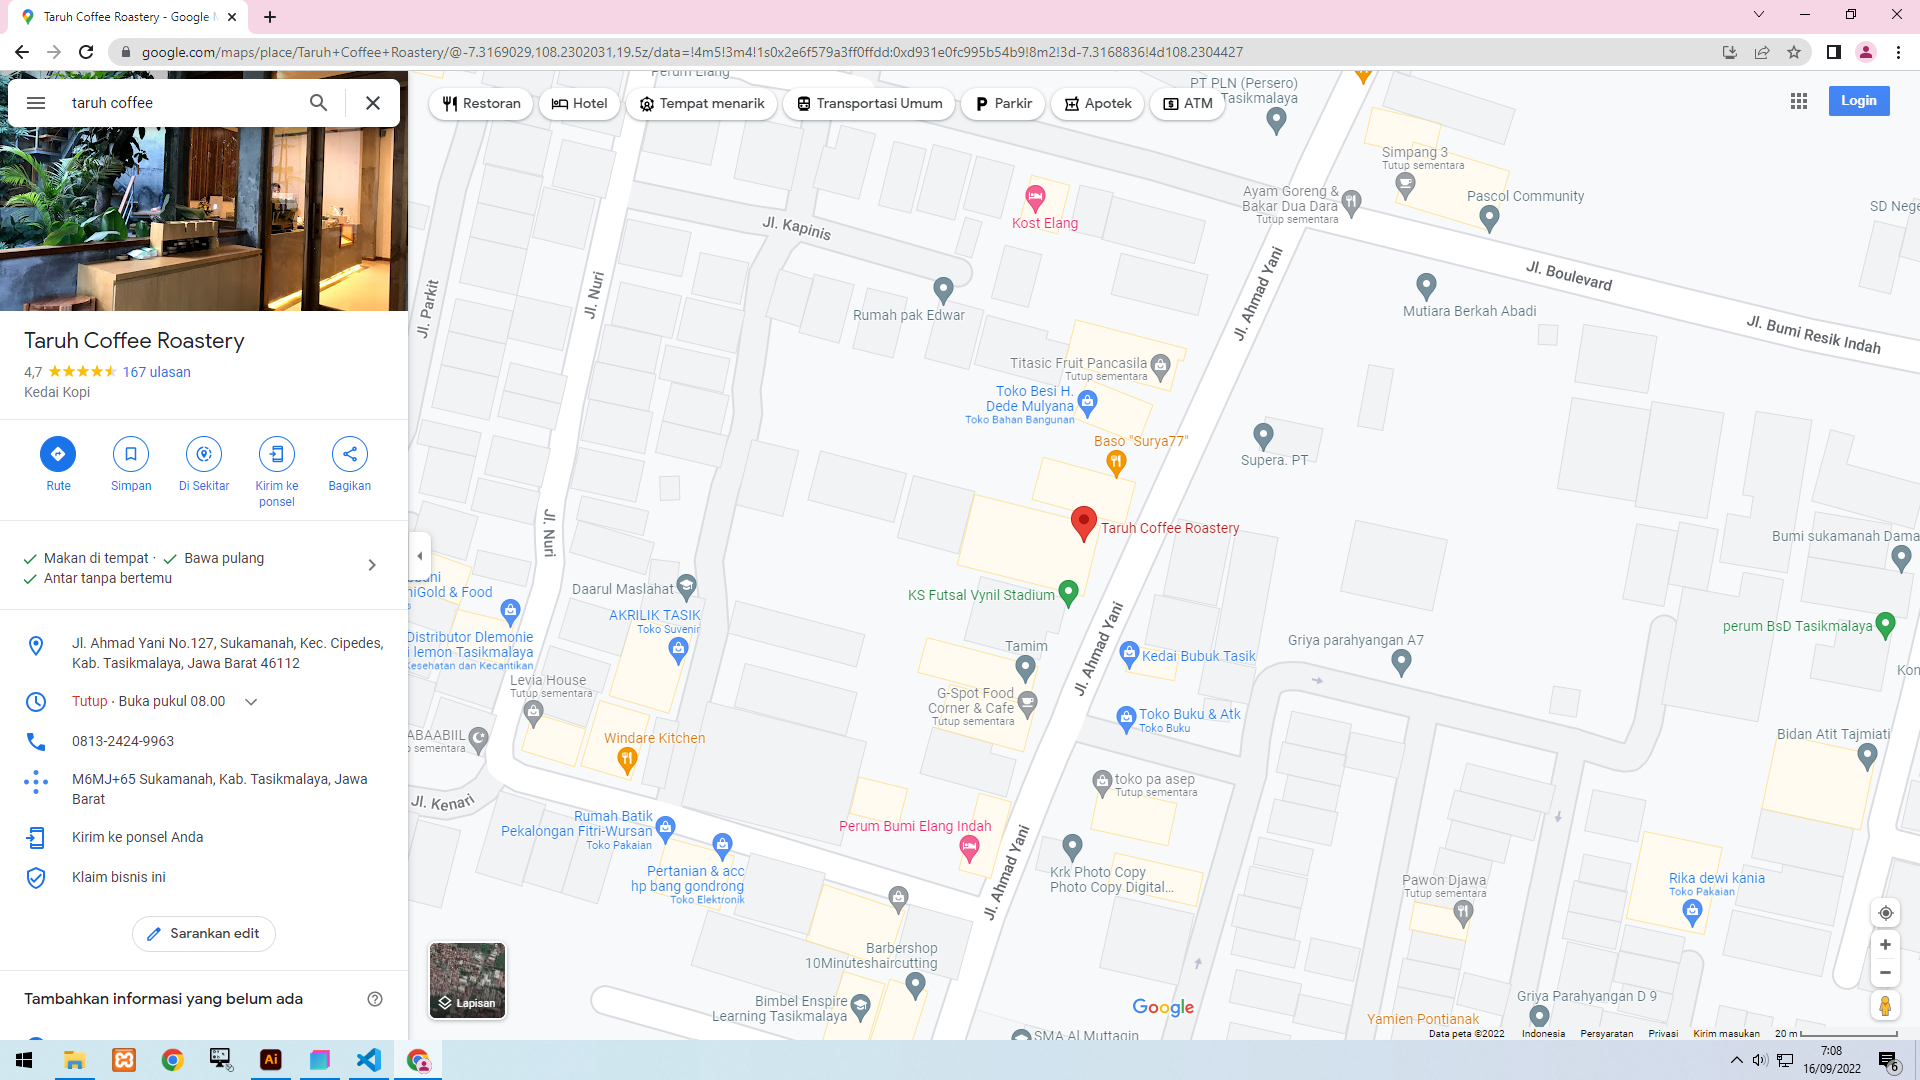 Taruh Coffee Roastery - Google M
google.com/maps/place/Taruh+Coffee+Roastery/@-7.3169029,108.2302031,19.5z/data=!4m5!3m4!1s0x2e6f579a3ff0ffdd:0xd931e0fc995b54b9!8m2!3d-7.3168836!4d108.2304427
taruh coffee
Restoran
Hotel
Tempat menarik
Transportasi Umum
Parkir
Apotek
ATM
Login
Taruh Coffee Roastery
4,7
167 ulasan
Kedai Kopi
Rute
Simpan
Di Sekitar
Kirim ke
ponsel
Bagikan
Makan di tempat ·
Bawa pulang
Antar tanpa bertemu
Jl. Ahmad Yani No.127, Sukamanah, Kec. Cipedes,
Kab. Tasikmalaya, Jawa Barat 46112
Tutup · Buka pukul 08.00
0813-2424-9963
M6MJ+65 Sukamanah, Kab. Tasikmalaya, Jawa
Barat
Kirim ke ponsel Anda
Klaim bisnis ini
Sarankan edit
Tambahkan informasi yang belum ada
Perum Elang
PT PLN (Persero)
Tasikmalaya
Simpang 3
Tutup sementara
Ayam Goreng &
Bakar Dua Dara
Tutup sementara
Pascol Community
SD Nege
Kost Elang
Jl. Kapinis
Jl. Nuri
Jl. Parkit
Jl. Ahmad Yani
Jl. Boulevard
Jl. Bumi Resik Indah
Rumah pak Edwar
Mutiara Berkah Abadi
Titasic Fruit Pancasila
Tutup sementara
Toko Besi H.
Dede Mulyana
Toko Bahan Bangunan
Baso "Surya77"
Supera. PT
Taruh Coffee Roastery
Jl. Nuri
Bumi sukamanah Dama
bani
niGold & Food
Daarul Maslahat
KS Futsal Vynil Stadium
AKRILIK TASIK
Toko Suvenir
Distributor Dlemonie
i lemon Tasikmalaya
Kesehatan dan Kecantikan
Jl. Ahmad Yani
Griya parahyangan A7
perum BsD Tasikmalaya
Tamim
Kedai Bubuk Tasik
Kon
Levia House
Tutup sementara
G-Spot Food
Corner & Cafe
Tutup sementara
Toko Buku & Atk
Toko Buku
ABAABIIL
p sementara
Windare Kitchen
Bidan Atit Tajmiati
toko pa asep
Tutup sementara
Jl. Kenari
Rumah Batik
Pekalongan Fitri-Wursan
Toko Pakaian
Perum Bumi Elang Indah
Pertanian & acc
hp bang gondrong
Toko Elektronik
Jl. Ahmad Yani
Krk Photo Copy
Photo Copy Digital...
Pawon Djawa
Tutup sementara
Rika dewi kania
Toko Pakaian
Barbershop
10Minuteshaircutting
Bimbel Enspire
Learning Tasikmalaya
Griya Parahyangan D 9
Yamien Pontianak
SMA Al Muttaqin
Lapisan
Google
Data peta ©2022
Indonesia
Persyaratan
Privasi
Kirim masukan
20 m
Ai
7:08
16/09/2022
6